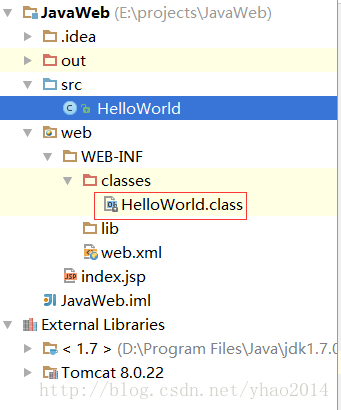 JavaWeb (E:\projects\JavaWeb)
.idea
out
src
HelloWorld
web
WEB-INF
classes
HelloWorld.class
lib
web.xml
index.jsp
JavaWeb.iml
External Libraries
< 1.7 > (D:\Program Files\Java\jdk1.7.0
Tomcat 8.0.22
http://blog.csdn.net/yhao2014